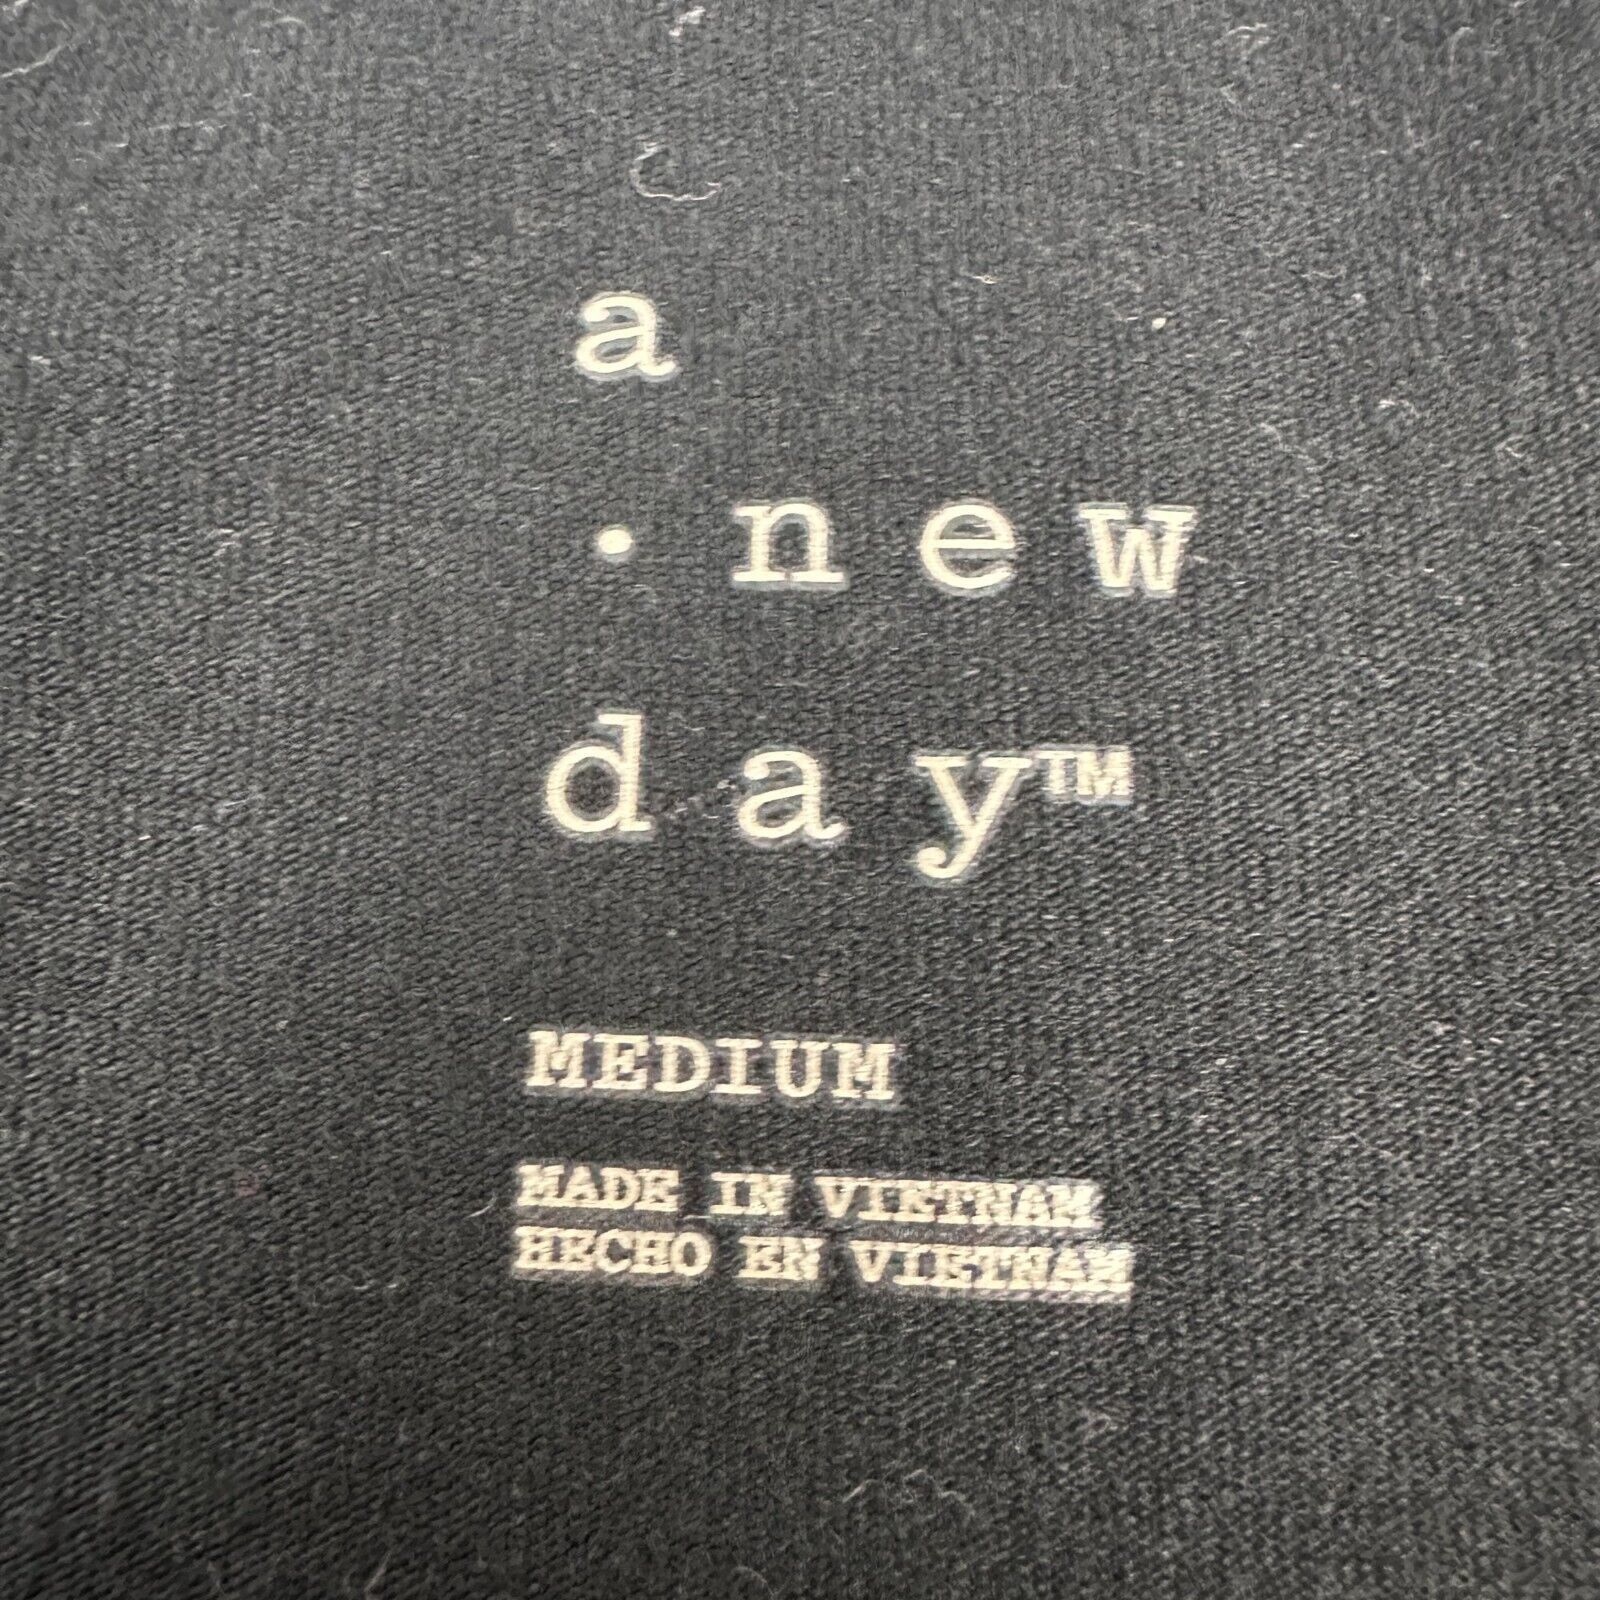 a
· new
day™
MEDIUM
MADE IN VIETNAM
HECHO EN VIETNAM